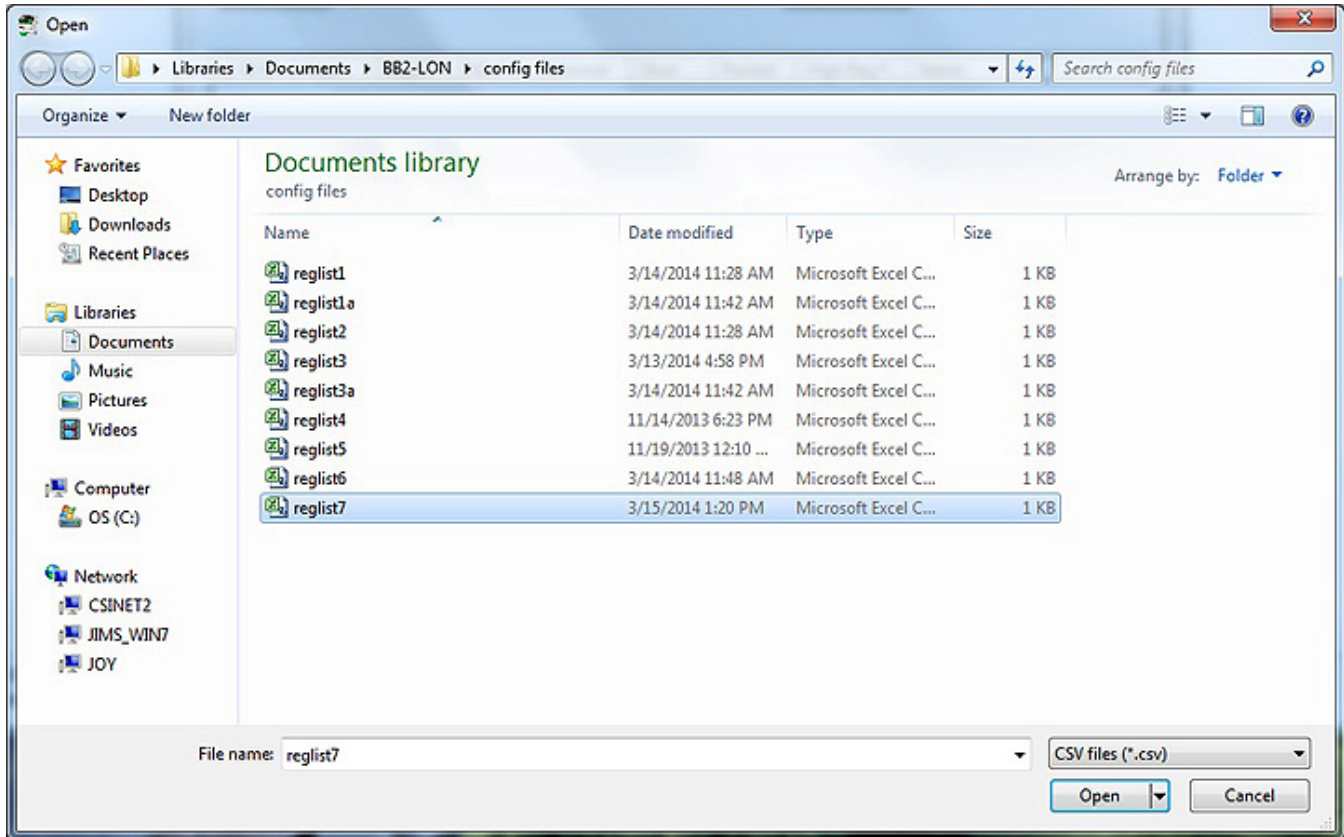 Open
Libraries Documents BB2-LON config files Search config files
Organize New folder
Favorites
Desktop
Downloads
Recent Places
Libraries
Documents
Music
Pictures
Videos
Computer
OS (C:)
Network
CSINET2
JIMS_WIN7
JOY
Documents library
config files
Arrange by: Folder
Name Date modified Type Size
reglist1 3/14/2014 11:28 AM Microsoft Excel C... 1 KB
reglist1a 3/14/2014 11:42 AM Microsoft Excel C... 1 KB
reglist2 3/14/2014 11:28 AM Microsoft Excel C... 1 KB
reglist3 3/13/2014 4:58 PM Microsoft Excel C... 1 KB
reglist3a 3/14/2014 11:42 AM Microsoft Excel C... 1 KB
reglist4 11/14/2013 6:23 PM Microsoft Excel C... 1 KB
reglist5 11/19/2013 12:10 ... Microsoft Excel C... 1 KB
reglist6 3/14/2014 11:48 AM Microsoft Excel C... 1 KB
reglist7 3/15/2014 1:20 PM Microsoft Excel C... 1 KB
File name: reglist7 CSV files (*.csv)
Open Cancel